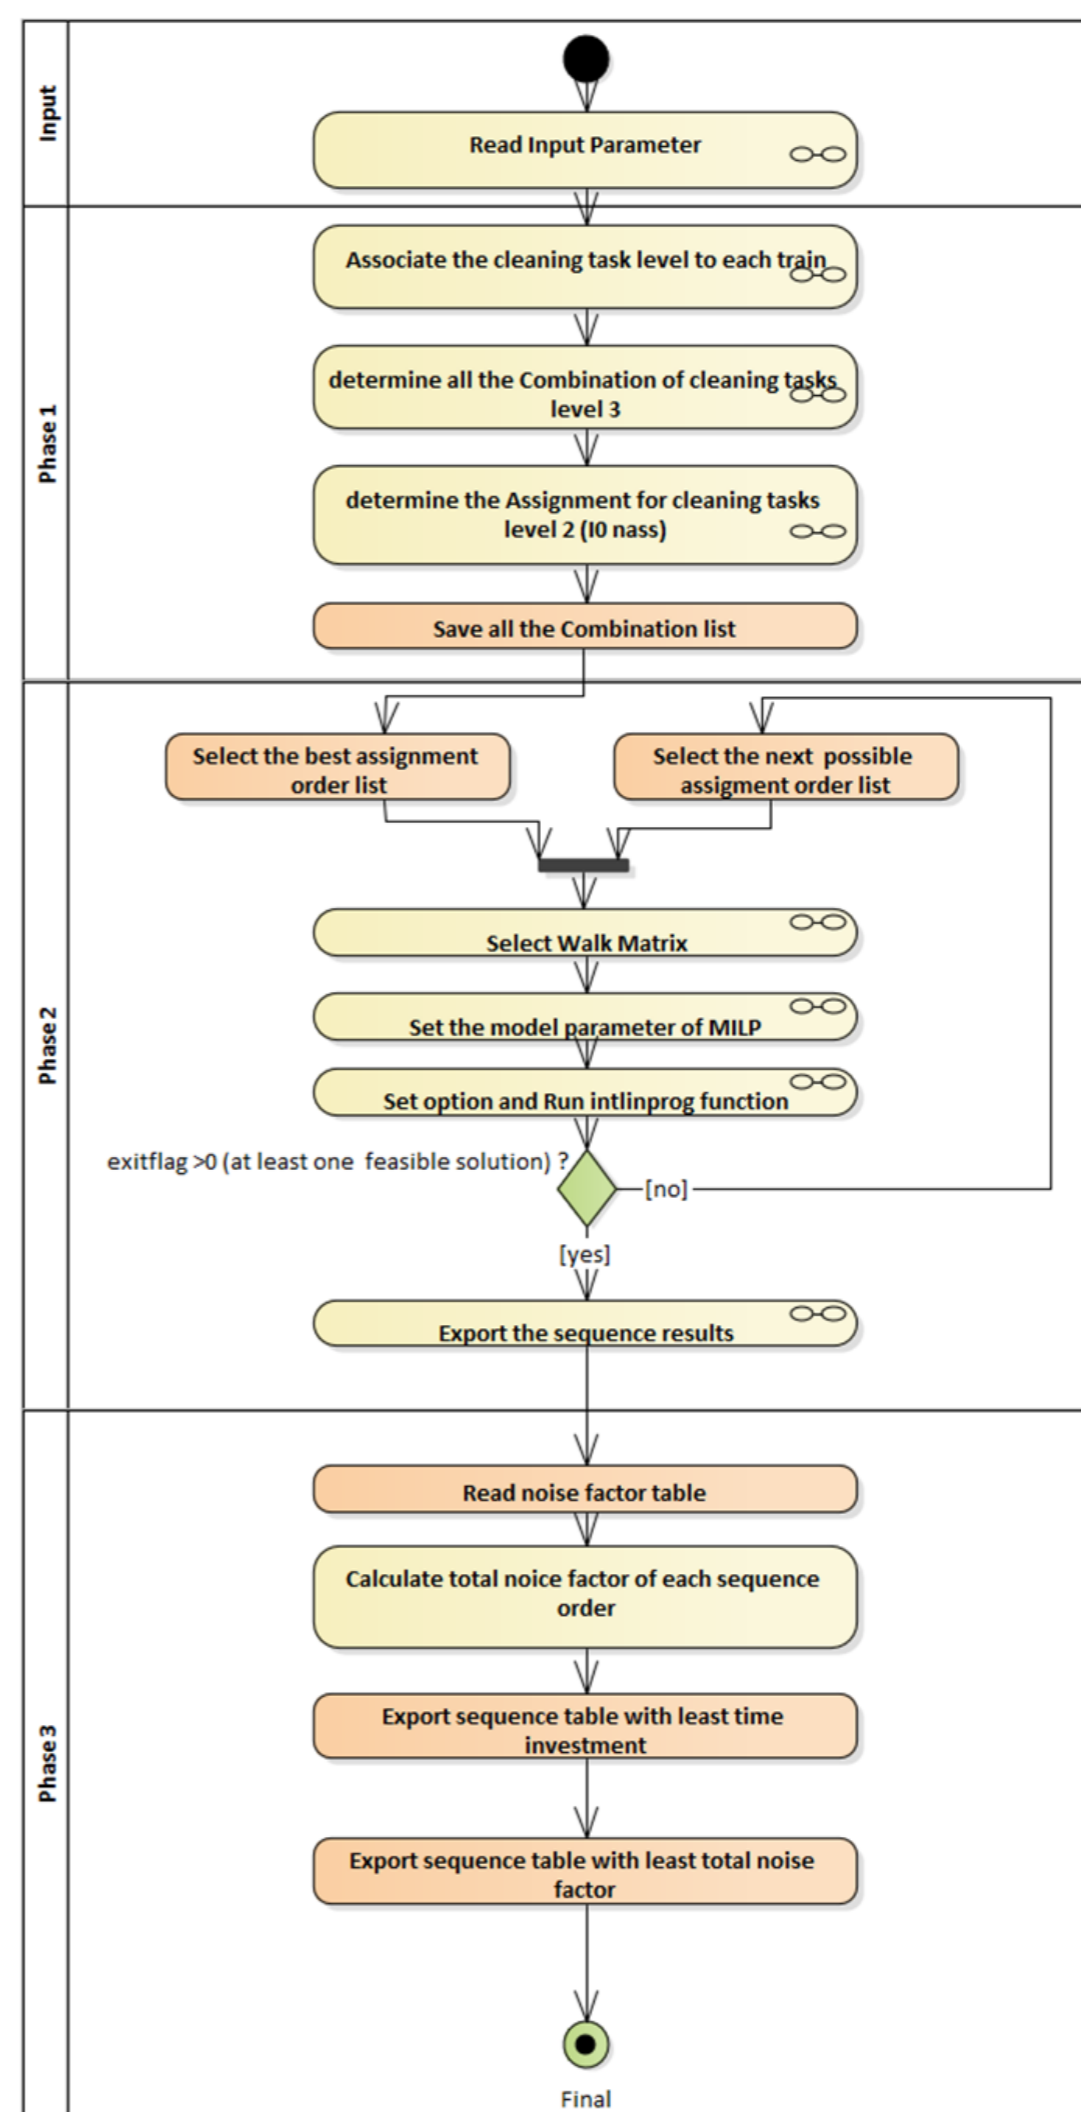 Input
Read Input Parameter
Phase 1
Associate the cleaning task level to each train
determine all the Combination of cleaning tasks
level 3
determine the Assignment for cleaning tasks
level 2 (I0 nass)
Save all the Combination list
Phase 2
Select the best assignment
order list
Select the next possible
assigment order list
Select Walk Matrix
Set the model parameter of MILP
Set option and Run intlinprog function
exitflag >0 (at least one feasible solution) ?
[no]
[yes]
Export the sequence results
Phase 3
Read noise factor table
Calculate total noice factor of each sequence
order
Export sequence table with least time
investment
Export sequence table with least total noise
factor
Final